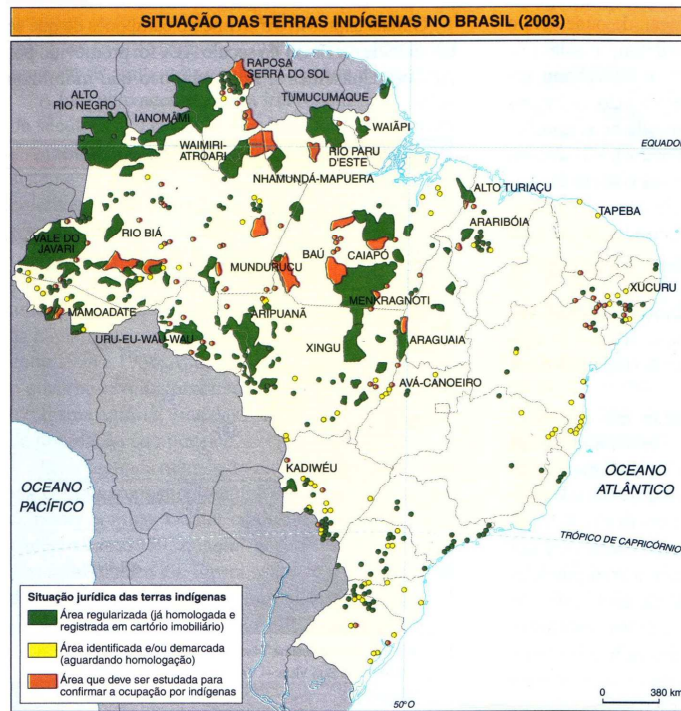 SITUAÇÃO DAS TERRAS INDÍGENAS NO BRASIL (2003)
RAPOSA
SERRA DO SOL
ALTO
RIO NEGRO
IANOMÂMI
TUMUCUMAQUE
WAIÃPI
WAIMIRI-
ATROARI
RIO PARU
D'ESTE
EQUADOR
NHAMUNDÁ-MAPUERA
ALTO TURIAÇU
TAPEBA
ARARIBÓIA
VALE DO
JAVARI
RIO BIÁ
MUNDURUCU
BAÚ
CAIAPÓ
XUCURU
MENKRAGNOTI
MAMOADATE
ARIPUANÃ
URU-EU-WAU-WAU
XINGU
ARAGUAIA
AVÁ-CANOEIRO
KADIWÉU
OCEANO
PACÍFICO
OCEANO
ATLÂNTICO
TRÓPICO DE CAPRICÓRNIO
Situação jurídica das terras indígenas
Área regularizada (já homologada e
registrada em cartório imobiliário)
Área identificada e/ou demarcada
(aguardando homologação)
Área que deve ser estudada para
confirmar a ocupação por indígenas
50° O
0 380 km